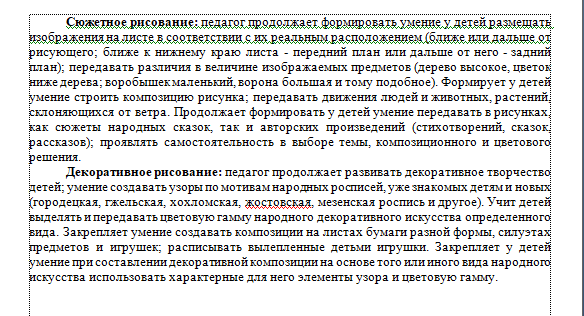 Сюжетное рисование: педагог продолжает формировать умение у детей размещать
изображения на листе в соответствии с их реальным расположением (ближе или дальше от
рисующего; ближе к нижнему краю листа - передний план или дальше от него - задний
план); передавать различия в величине изображаемых предметов (дерево высокое, цветок
ниже дерева; воробышек маленький, ворона большая и тому подобное). Формирует у детей
умение строить композицию рисунка; передавать движения людей и животных, растений,
склоняющихся от ветра. Продолжает формировать у детей умение передавать в рисунках,
как сюжеты народных сказок, так и авторских произведений (стихотворений, сказок,
рассказов); проявлять самостоятельность в выборе темы, композиционного и цветового
решения.
Декоративное рисование: педагог продолжает развивать декоративное творчество
детей; умение создавать узоры по мотивам народных росписей, уже знакомых детям и новых
(городецкая, гжельская, хохломская, жостовская, мезенская роспись и другое). Учит детей
выделять и передавать цветовую гамму народного декоративного искусства определенного
вида. Закрепляет умение создавать композиции на листах бумаги разной формы, силуэтах
предметов и игрушек; расписывать вылепленные детьми игрушки. Закрепляет у детей
умение при составлении декоративной композиции на основе того или иного вида народного
искусства использовать характерные для него элементы узора и цветовую гамму.